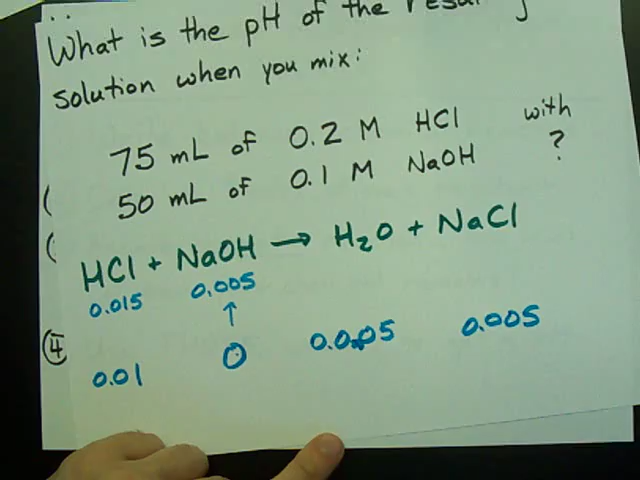 What is the pH of the
solution when you mix:
75 mL of 0.2 M HCl with
50 mL of 0.1 M NaOH ?
(
(
HCl + NaOH → H₂O + NaCl
0.015 0.005
↑
④
0.01 0 0.005 0.005